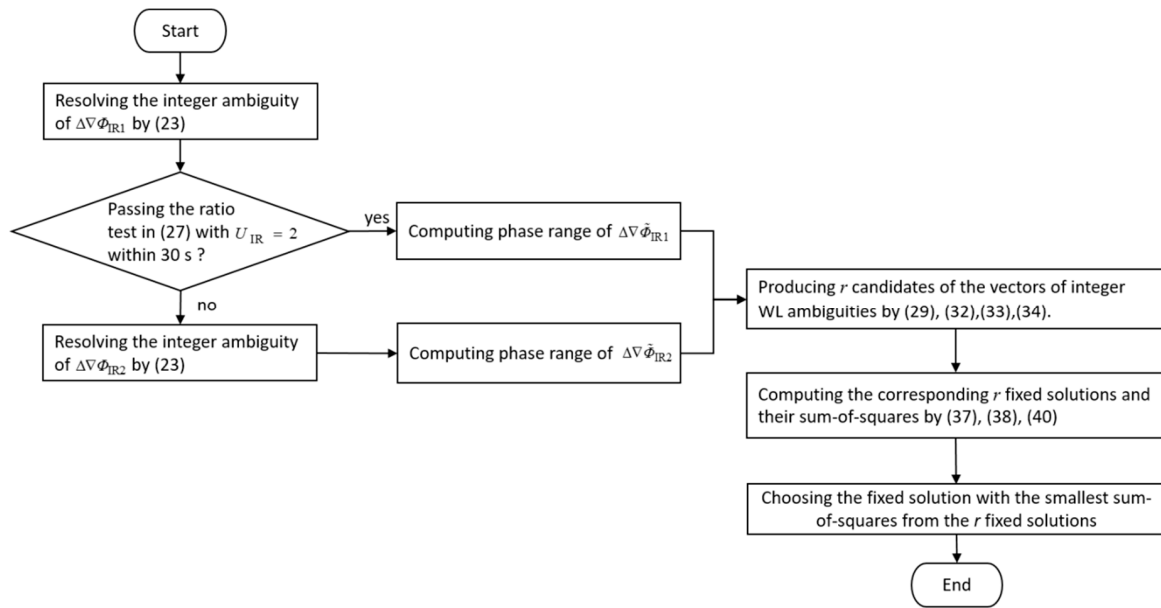 Start
Resolving the integer ambiguity
of Δ∇Φ_IR1 by (23)
Passing the ratio
test in (27) with U_IR = 2
within 30 s ?
yes
no
Computing phase range of Δ∇Φ̃_IR1
Resolving the integer ambiguity
of Δ∇Φ_IR2 by (23)
Computing phase range of Δ∇Φ̃_IR2
Producing r candidates of the vectors of integer
WL ambiguities by (29), (32),(33),(34).
Computing the corresponding r fixed solutions and
their sum-of-squares by (37), (38), (40)
Choosing the fixed solution with the smallest sum-
of-squares from the r fixed solutions
End